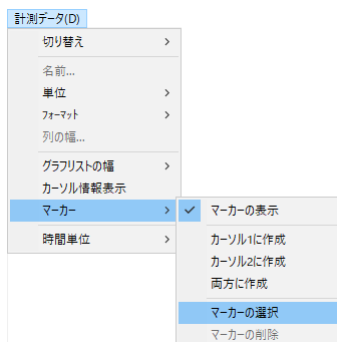 計測データ(D)
切り替え
名前...
単位
フォーマット
列の幅...
グラフリストの幅
カーソル情報表示
マーカー
時間単位
マーカーの表示
カーソル1に作成
カーソル2に作成
両方に作成
マーカーの選択
マーカーの削除